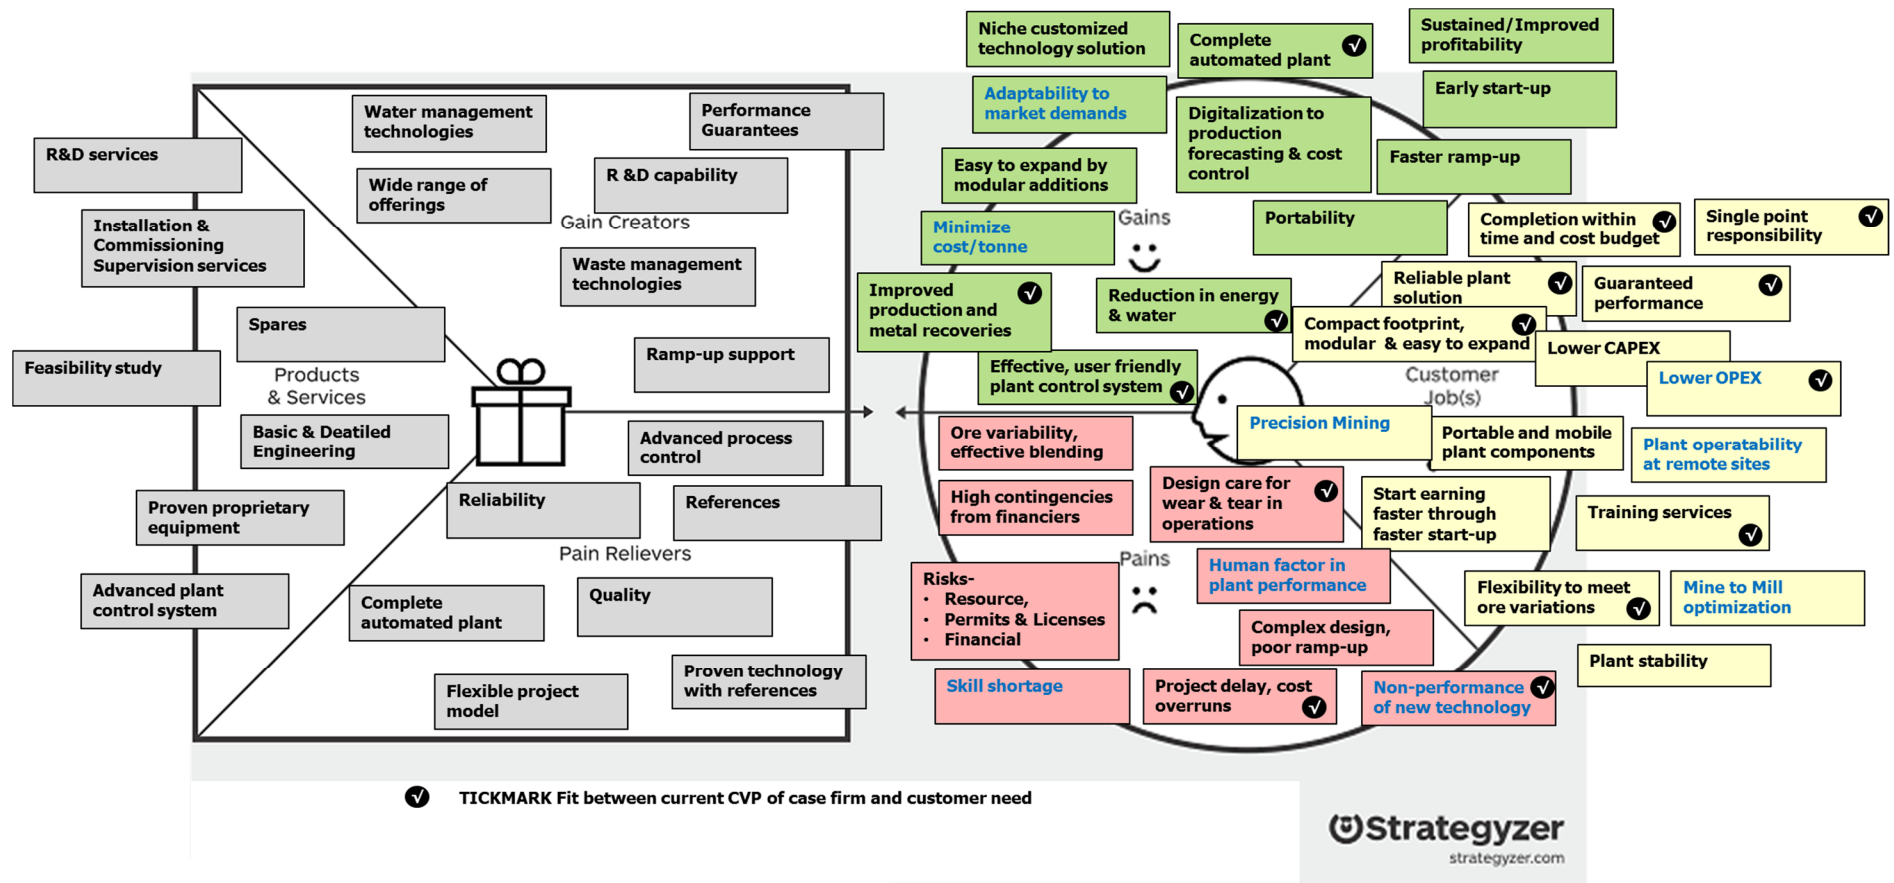 R&D services
Installation &
Commissioning
Supervision services
Spares
Feasibility study
Products
& Services
Basic & Deatiled
Engineering
Proven proprietary
equipment
Advanced plant
control system
Water management
technologies
Performance
Guarantees
Wide range of
offerings
R &D capability
Gain Creators
Waste management
technologies
Ramp-up support
Advanced process
control
Reliability
References
Pain Relievers
Complete
automated plant
Quality
Flexible project
model
Proven technology
with references
Niche customized
technology solution
Complete
automated plant
√
Sustained/Improved
profitability
Adaptability to
market demands
Digitalization to
production
forecasting & cost
control
Early start-up
Easy to expand by
modular additions
Faster ramp-up
Minimize
cost/tonne
Gains
Portability
Improved
production and
metal recoveries
√
Reduction in energy
& water
√
Effective, user friendly
plant control system
√
Completion within
time and cost budget
√
Single point
responsibility
√
Reliable plant
solution
√
Guaranteed
performance
√
Compact footprint,
modular & easy to expand
√
Lower CAPEX
Lower OPEX
√
Customer
Job(s)
Precision Mining
Portable and mobile
plant components
Plant operatability
at remote sites
Start earning
faster through
faster start-up
Training services
√
Flexibility to meet
ore variations
√
Mine to Mill
optimization
Plant stability
Ore variability,
effective blending
High contingencies
from financiers
Design care for
wear & tear in
operations
√
Pains
Human factor in
plant performance
Risks-
• Resource,
• Permits & Licenses
• Financial
Complex design,
poor ramp-up
Skill shortage
Project delay, cost
overruns
√
Non-performance
of new technology
√
√ TICKMARK Fit between current CVP of case firm and customer need
Strategyzer
strategyzer.com